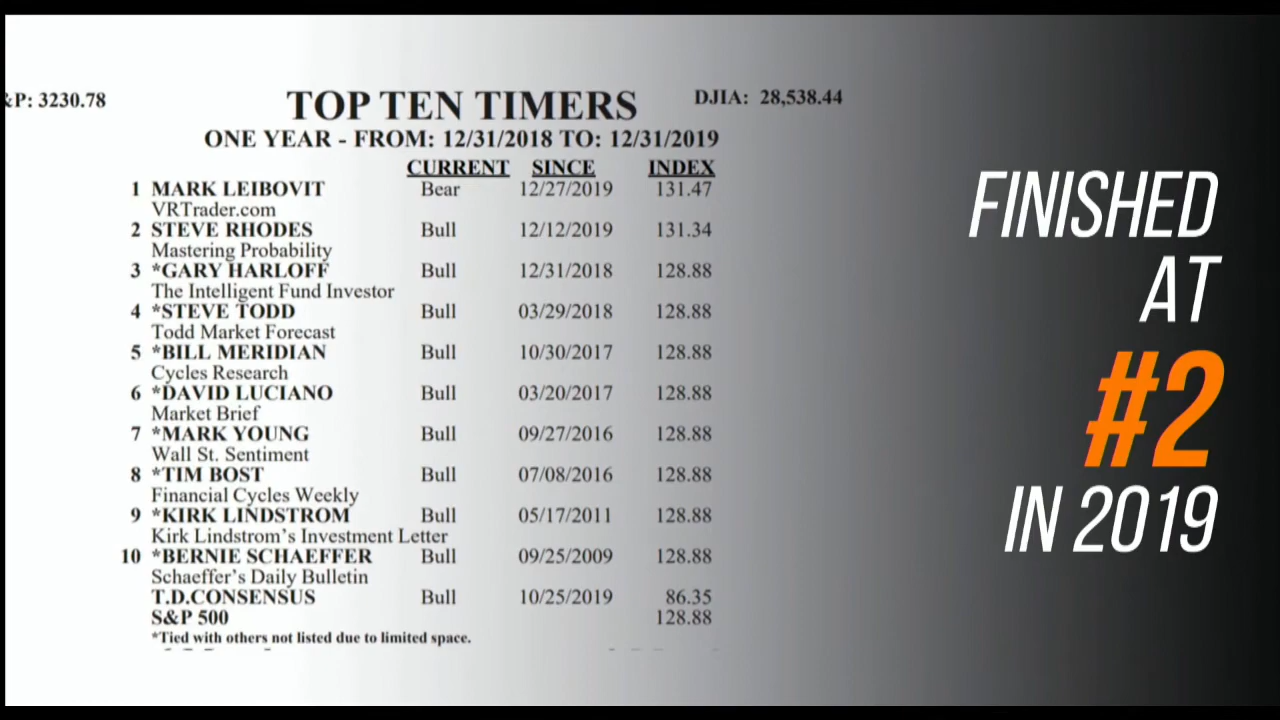 &P: 3230.78
TOP TEN TIMERS
DJIA: 28,538.44
ONE YEAR - FROM: 12/31/2018 TO: 12/31/2019
CURRENT SINCE INDEX
1 MARK LEIBOVIT Bear 12/27/2019 131.47
VRTrader.com
2 STEVE RHODES Bull 12/12/2019 131.34
Mastering Probability
3 *GARY HARLOFF Bull 12/31/2018 128.88
The Intelligent Fund Investor
4 *STEVE TODD Bull 03/29/2018 128.88
Todd Market Forecast
5 *BILL MERIDIAN Bull 10/30/2017 128.88
Cycles Research
6 *DAVID LUCIANO Bull 03/20/2017 128.88
Market Brief
7 *MARK YOUNG Bull 09/27/2016 128.88
Wall St. Sentiment
8 *TIM BOST Bull 07/08/2016 128.88
Financial Cycles Weekly
9 *KIRK LINDSTROM Bull 05/17/2011 128.88
Kirk Lindstrom's Investment Letter
10 *BERNIE SCHAEFFER Bull 09/25/2009 128.88
Schaeffer's Daily Bulletin
T.D.CONSENSUS Bull 10/25/2019 86.35
S&P 500 128.88
*Tied with others not listed due to limited space.
FINISHED
AT
#2
IN 2019